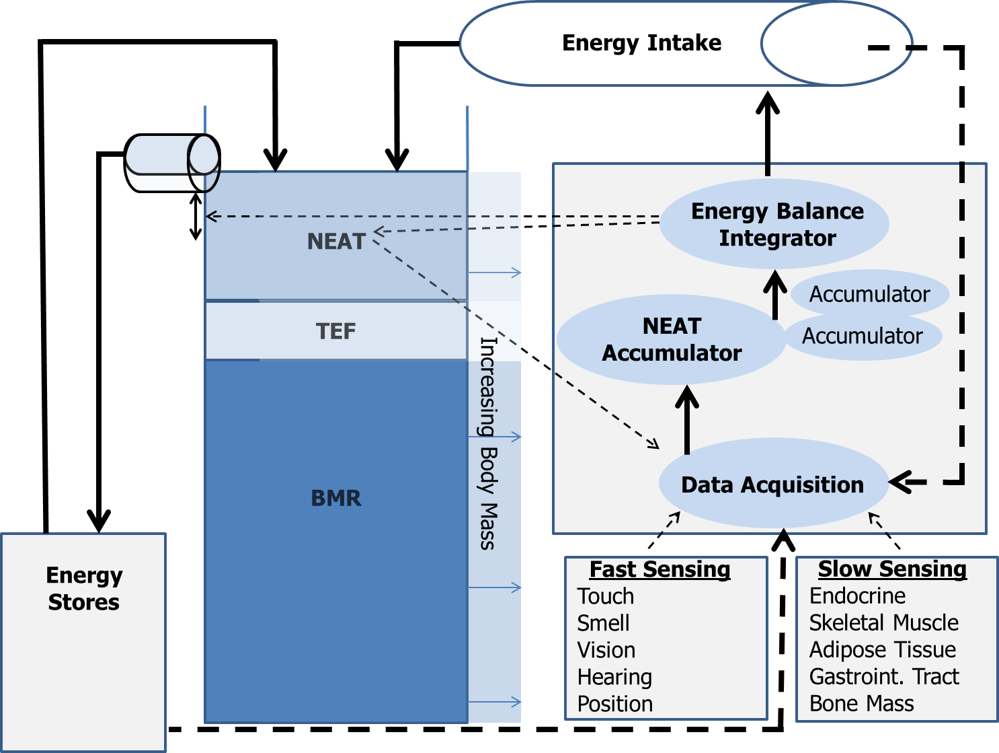 Energy Intake
Energy Balance
Integrator
NEAT
Accumulator
Accumulator
NEAT
Accumulator
TEF
Increasing Body Mass
BMR
Data Acquisition
Energy
Stores
Fast Sensing
Touch
Smell
Vision
Hearing
Position
Slow Sensing
Endocrine
Skeletal Muscle
Adipose Tissue
Gastroint. Tract
Bone Mass